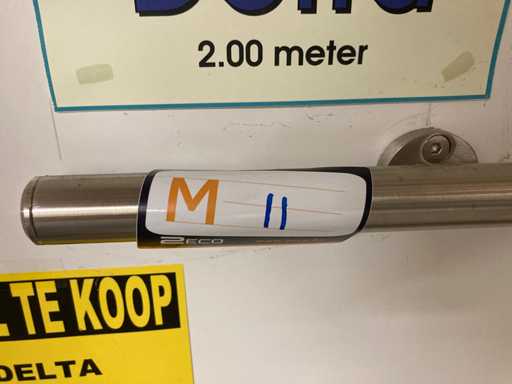 2.00 meter
M 11
2ECO
TE KOOP
DELTA